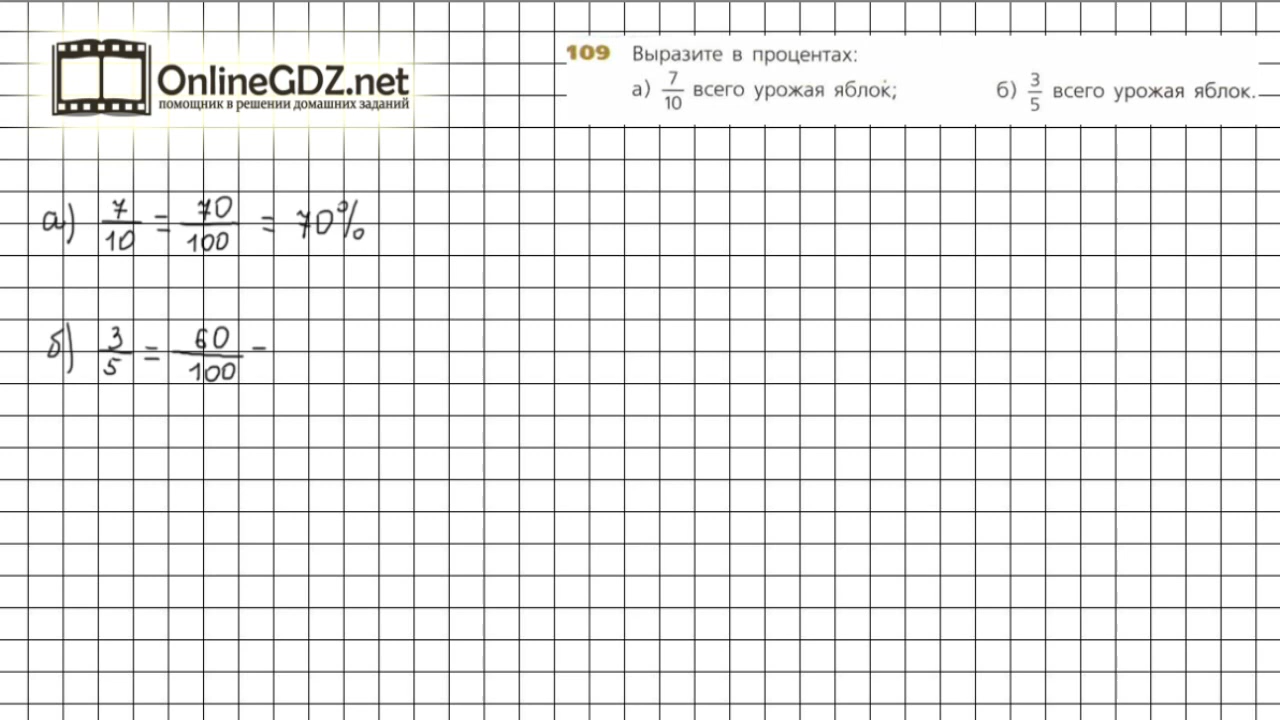 OnlineGDZ.net
помощник в решении домашних заданий
109 Выразите в процентах:
а) 7/10 всего урожая яблок; б) 3/5 всего урожая яблок.
а) 7/10 = 70/100 = 70%
б) 3/5 = 60/100 -